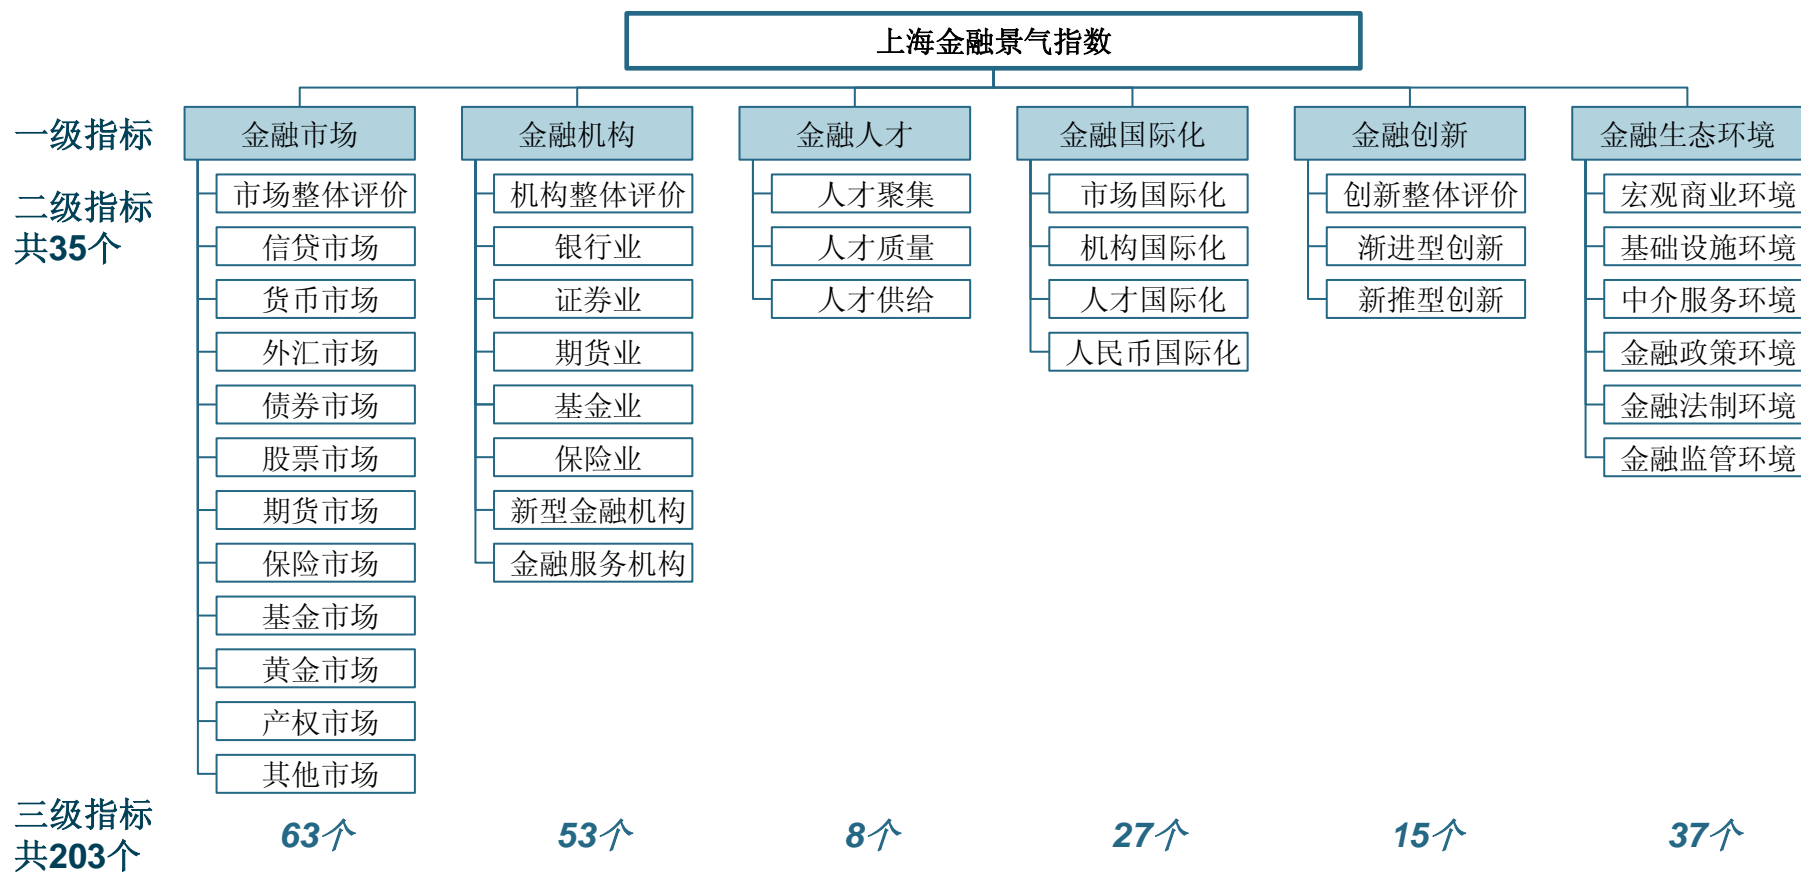 上海金融景气指数
一级指标
金融市场
金融机构
金融人才
金融国际化
金融创新
金融生态环境
二级指标
共35个
市场整体评价
信贷市场
货币市场
外汇市场
债券市场
股票市场
期货市场
保险市场
基金市场
黄金市场
产权市场
其他市场
机构整体评价
银行业
证券业
期货业
基金业
保险业
新型金融机构
金融服务机构
人才聚集
人才质量
人才供给
市场国际化
机构国际化
人才国际化
人民币国际化
创新整体评价
渐进型创新
新推型创新
宏观商业环境
基础设施环境
中介服务环境
金融政策环境
金融法制环境
金融监管环境
三级指标
共203个
63个
53个
8个
27个
15个
37个